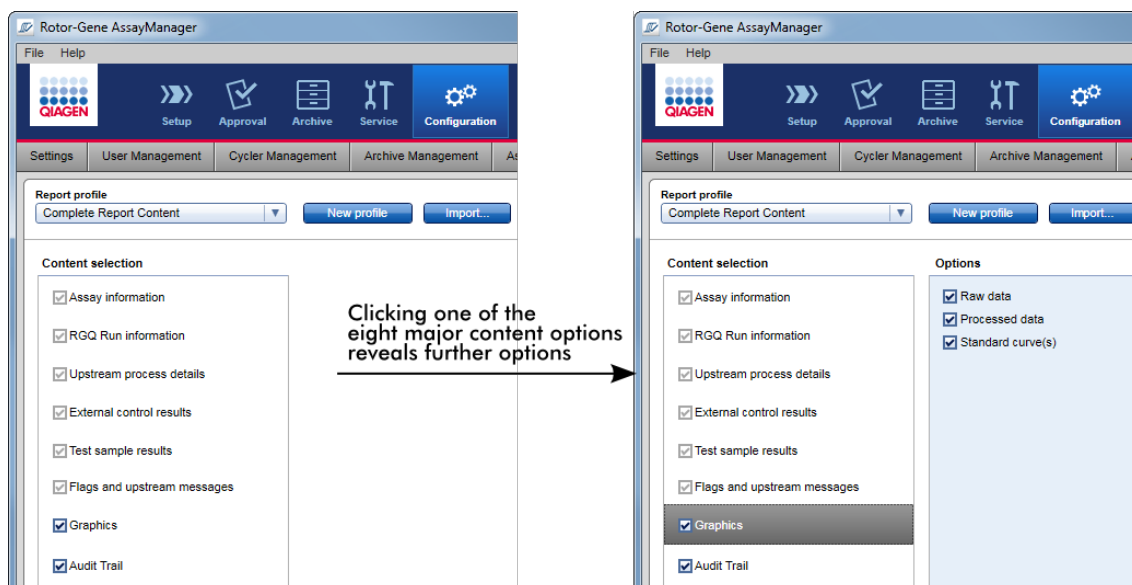 Rotor-Gene AssayManager
File Help
QIAGEN
Setup Approval Archive Service Configuration
Settings User Management Cycler Management Archive Management As
Report profile
Complete Report Content New profile Import...
Content selection
Assay information
RGQ Run information
Upstream process details
External control results
Test sample results
Flags and upstream messages
Graphics
Audit Trail
Clicking one of the
eight major content options
reveals further options
Rotor-Gene AssayManager
File Help
QIAGEN
Setup Approval Archive Service Configuration
Settings User Management Cycler Management Archive Management
Report profile
Complete Report Content New profile Import...
Content selection
Assay information
RGQ Run information
Upstream process details
External control results
Test sample results
Flags and upstream messages
Graphics
Audit Trail
Options
Raw data
Processed data
Standard curve(s)